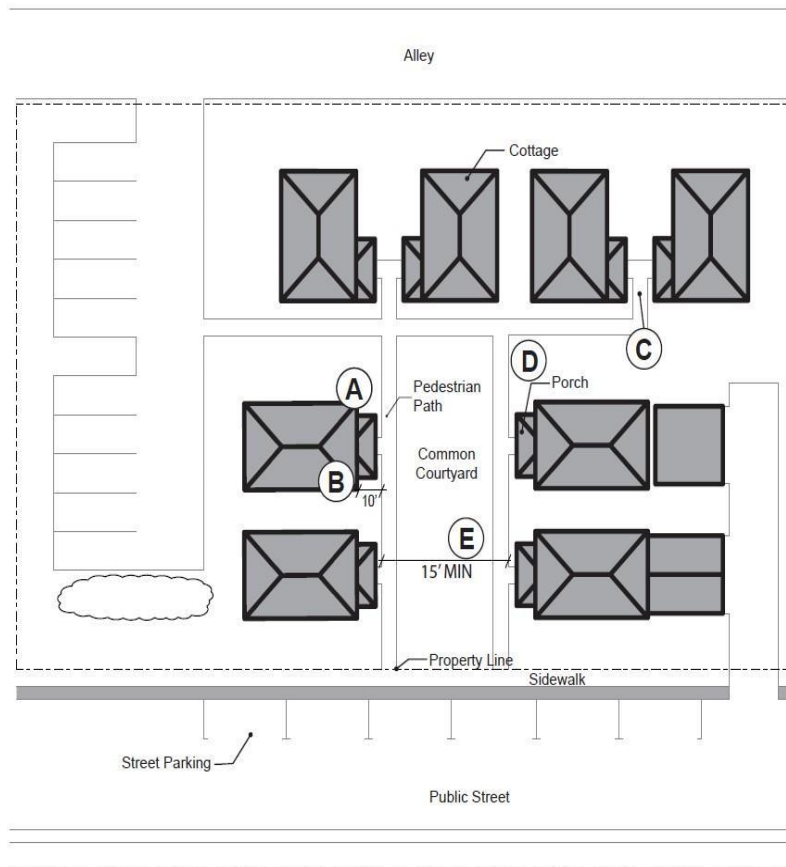 Alley
Cottage
C
D
A
Porch
Pedestrian
Path
Common
Courtyard
B
10'
E
15' MIN
Property Line
Sidewalk
Street Parking
Public Street